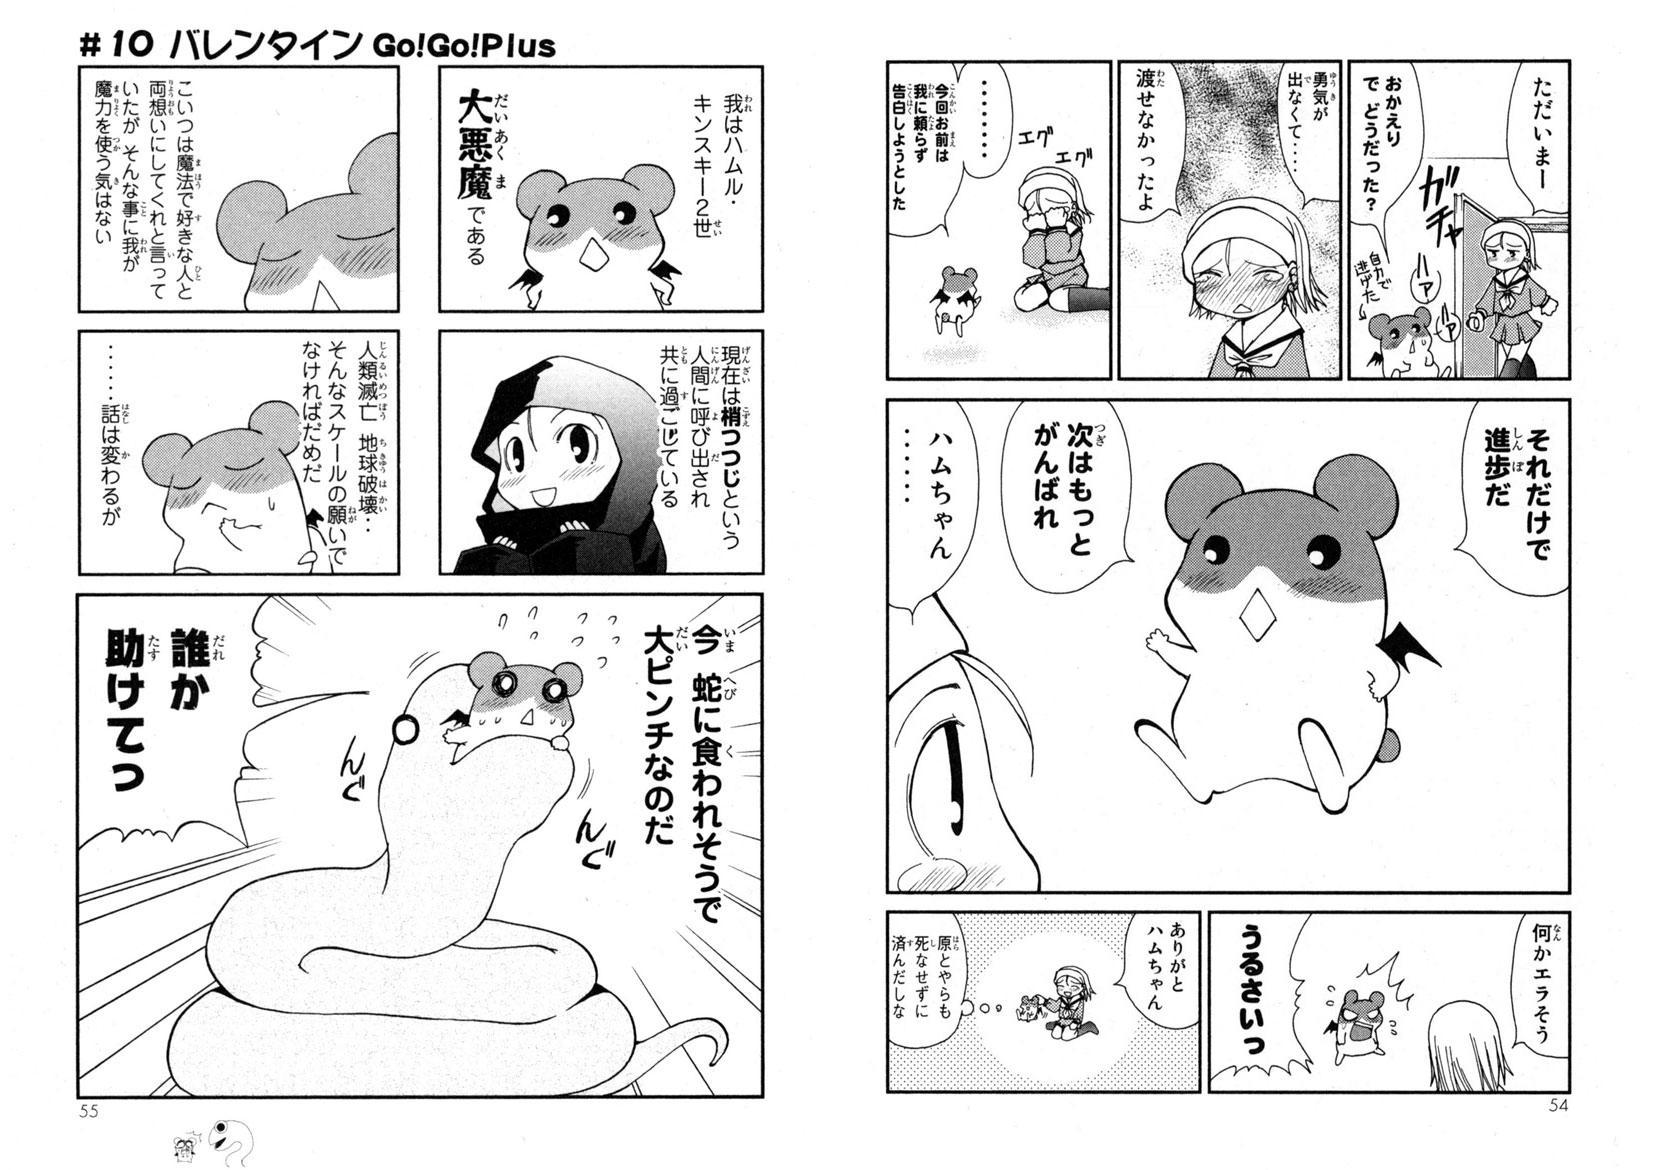 ただいまー
おかえり
で どうだった?
ガチャ
ハァ
ハァ
自力で
逃げた
勇気が
出なくて‥‥
渡せなかったよ
エグ
エグ
‥‥‥‥
今回お前は
我に頼らず
告白しようとした
それだけで
進歩だ
次はもっと
がんばれ
ハムちゃん
‥‥‥
何かエラそう
うるさいっ
ありがと
ハムちゃん
原とやらも
死なせずに
済んだしな
54
#10 バレンタイン Go!Go!Plus
我はハムル・
キンスキー2世
大悪魔である
現在は梢つつじという
人間に呼び出され
共に過ごしている
こいつは魔法で好きな人と
両想いにしてくれと言って
いたが そんな事に我が
魔力を使う気はない
人類滅亡 地球破壊‥
そんなスケールの願いで
なければだめだ
‥‥‥話は変わるが
今 蛇に食われそうで
大ピンチなのだ
んぐ
んぐ
誰か
助けてっ
55